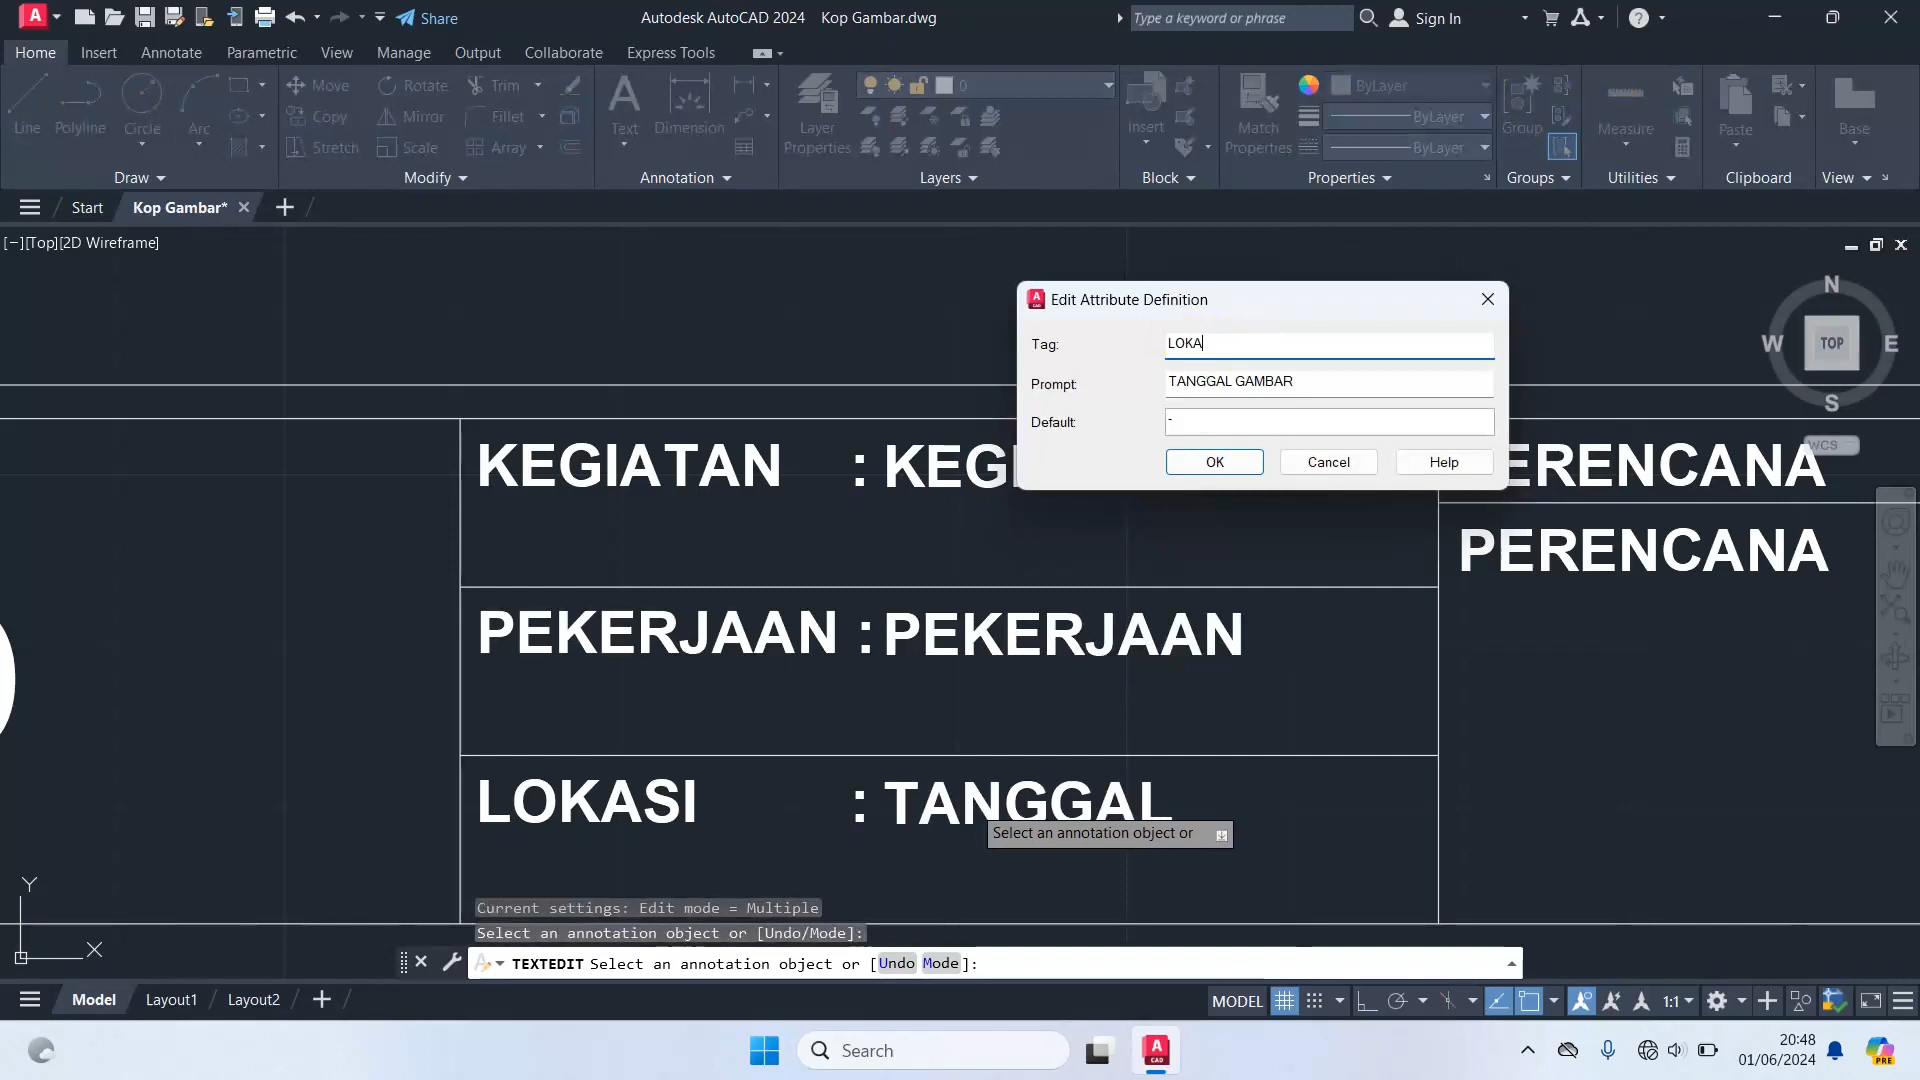 Share
Autodesk AutoCAD 2024 Kop Gambar.dwg
Type a keyword or phrase
Sign In
Home Insert Annotate Parametric View Manage Output Collaborate Express Tools
Line Polyline Circle Arc
Move Rotate Trim
Copy Mirror Fillet
Stretch Scale Array
Text Dimension
Layer Properties
0
Insert
Match Properties
ByLayer
ByLayer
ByLayer
Group
Measure
Paste
Base
Draw Modify Annotation Layers Block Properties Groups Utilities Clipboard View
Start Kop Gambar*
[−][Top][2D Wireframe]
N
W TOP E
S
WCS
Edit Attribute Definition
Tag: LOKA
Prompt: TANGGAL GAMBAR
Default: -
OK Cancel Help
KEGIATAN : KEGI
PERENCANA
PERENCANA
PEKERJAAN : PEKERJAAN
LOKASI : TANGGAL
Select an annotation object or
Y
X
Current settings: Edit mode = Multiple
Select an annotation object or [Undo/Mode]:
TEXTEDIT Select an annotation object or [Undo Mode]:
Model Layout1 Layout2
MODEL 1:1
Search
20:48
01/06/2024
PRE